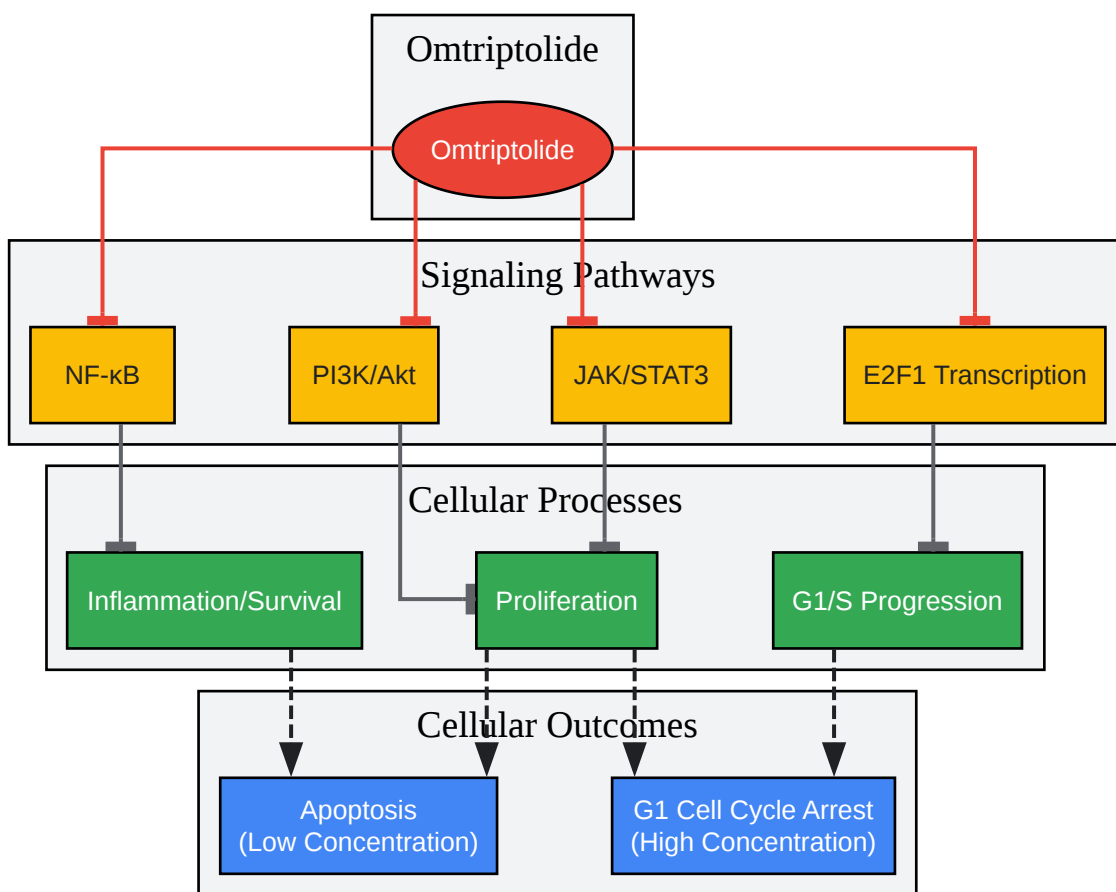 Omtriptolide
Omtriptolide
Signaling Pathways
NF-κB
PI3K/Akt
JAK/STAT3
E2F1 Transcription
Cellular Processes
Inflammation/Survival
Proliferation
G1/S Progression
Cellular Outcomes
Apoptosis
(Low Concentration)
G1 Cell Cycle Arrest
(High Concentration)